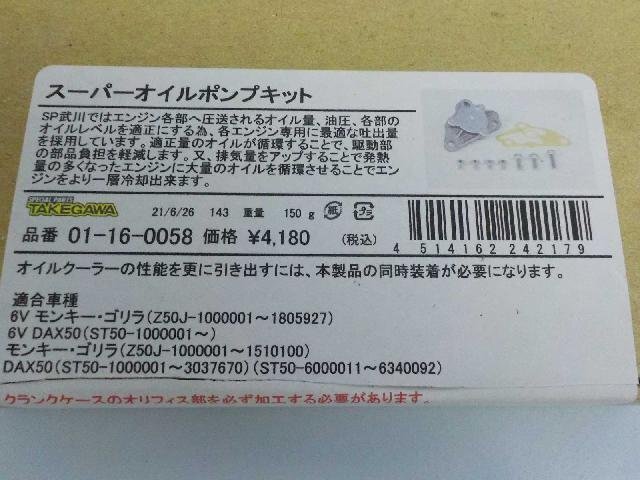 スーパーオイルポンプキット
SP武川ではエンジン各部へ圧送されるオイル量、油圧、各部の
オイルレベルを適正にする為、各エンジン専用に最適な吐出量
を採用しています。適正量のオイルが循環することで、駆動部
の部品負担を軽減します。又、排気量をアップすることで発熱
量の多くなったエンジンに大量のオイルを循環させることでエン
ジンをより一層冷却出来ます。
SPECIAL PARTS
TAKEGAWA 21/6/26 143 重量 150 g 紙 プラ
品番 01-16-0058 価格 ¥4,180 (税込) 4 514162 242179
オイルクーラーの性能を更に引き出すには、本製品の同時装着が必要になります。
適合車種
6V モンキー・ゴリラ(Z50J-1000001～1805927)
6V DAX50(ST50-1000001～)
モンキー・ゴリラ(Z50J-1000001～1510100)
DAX50(ST50-1000001～3037670)(ST50-6000011～6340092)
クランクケースのオリフィス部を必ず加工する必要があります。